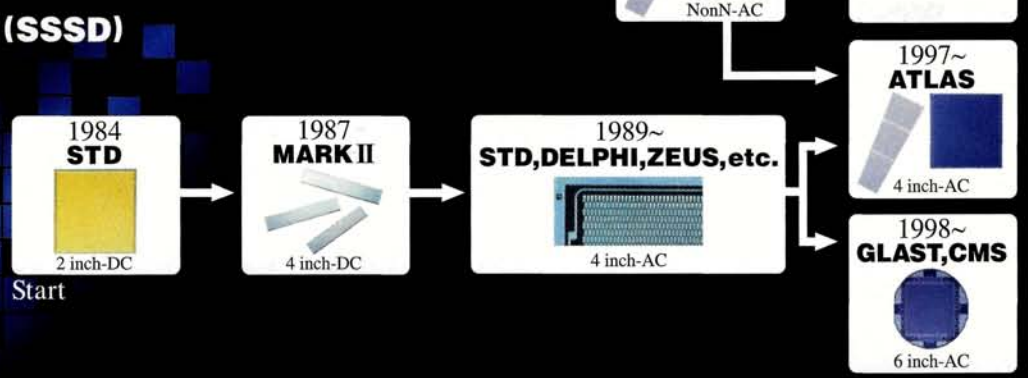 NonN-AC
(SSSD)
1984
STD
2 inch-DC
Start
1987
MARK II
4 inch-DC
1989~
STD,DELPHI,ZEUS,etc.
4 inch-AC
1997~
ATLAS
4 inch-AC
1998~
GLAST,CMS
6 inch-AC